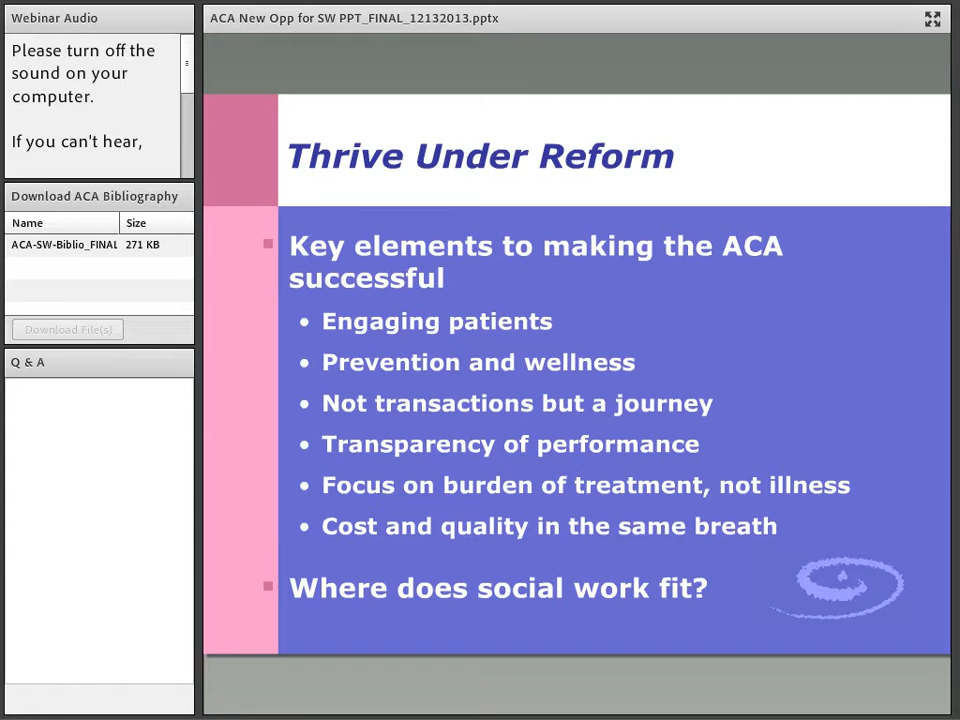 Webinar Audio
Please turn off the
sound on your
computer.
If you can't hear,
Download ACA Bibliography
Name Size
ACA-SW-Biblio_FINAL 271 KB
Download File(s)
Q & A
ACA New Opp for SW PPT_FINAL_12132013.pptx
Thrive Under Reform
Key elements to making the ACA
successful
• Engaging patients
• Prevention and wellness
• Not transactions but a journey
• Transparency of performance
• Focus on burden of treatment, not illness
• Cost and quality in the same breath
Where does social work fit?